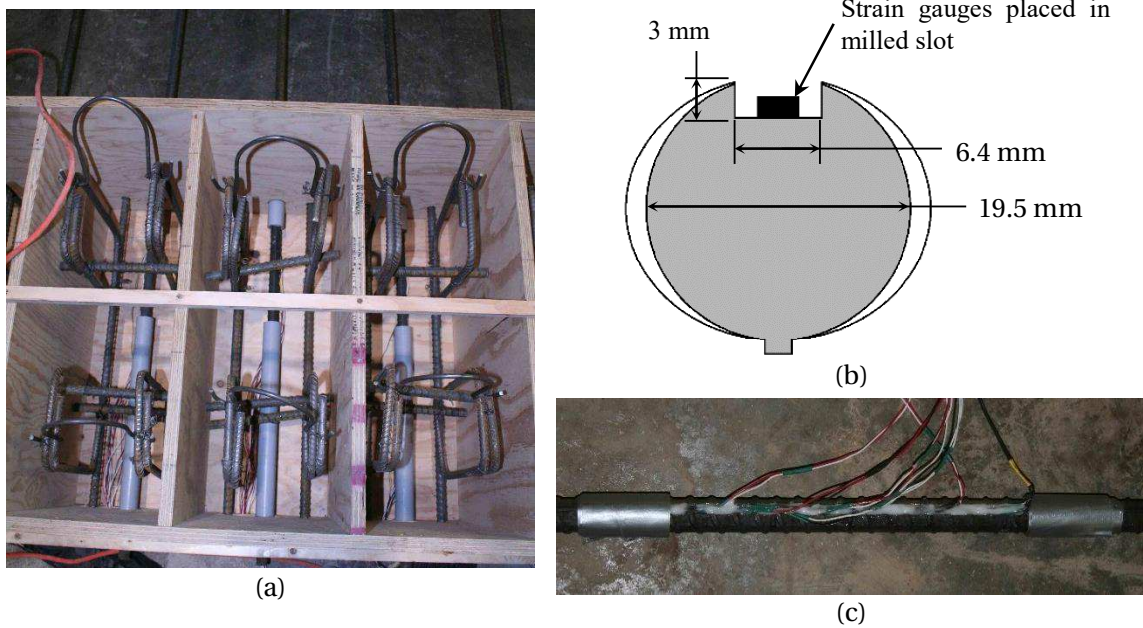 Strain gauges placed in
milled slot
3 mm
6.4 mm
19.5 mm
(a)
(b)
(c)